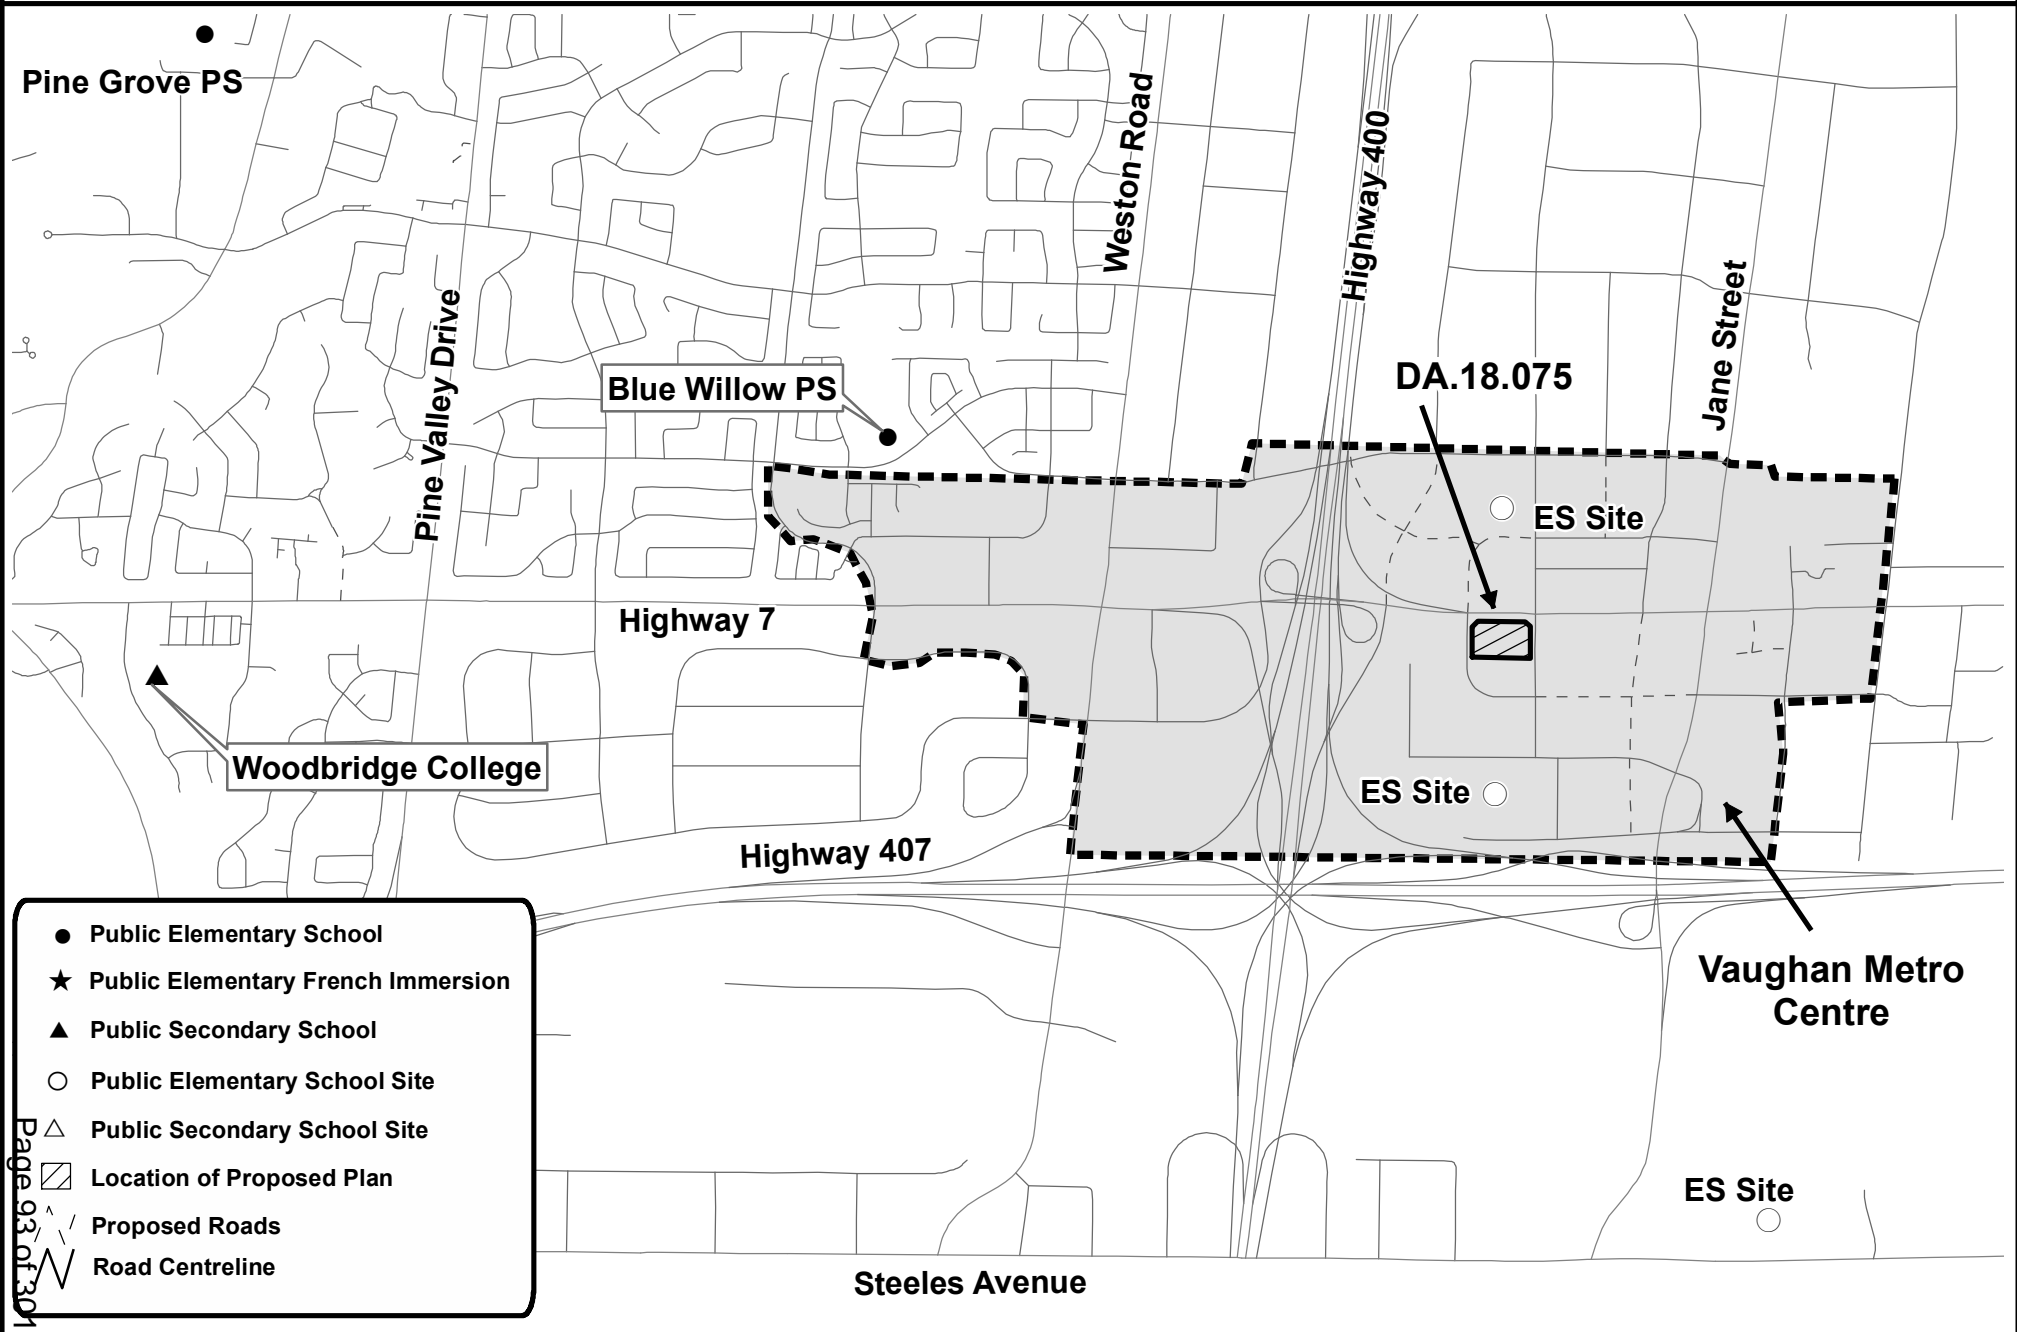 Pine Grove PS
Weston Road
Highway 400
Jane Street
Pine Valley Drive
Blue Willow PS
DA.18.075
ES Site
Highway 7
Woodbridge College
ES Site
Highway 407
Vaughan Metro
Centre
Public Elementary School
Public Elementary French Immersion
Public Secondary School
Public Elementary School Site
Public Secondary School Site
Location of Proposed Plan
Proposed Roads
Road Centreline
ES Site
Steeles Avenue
Page 93 of 301